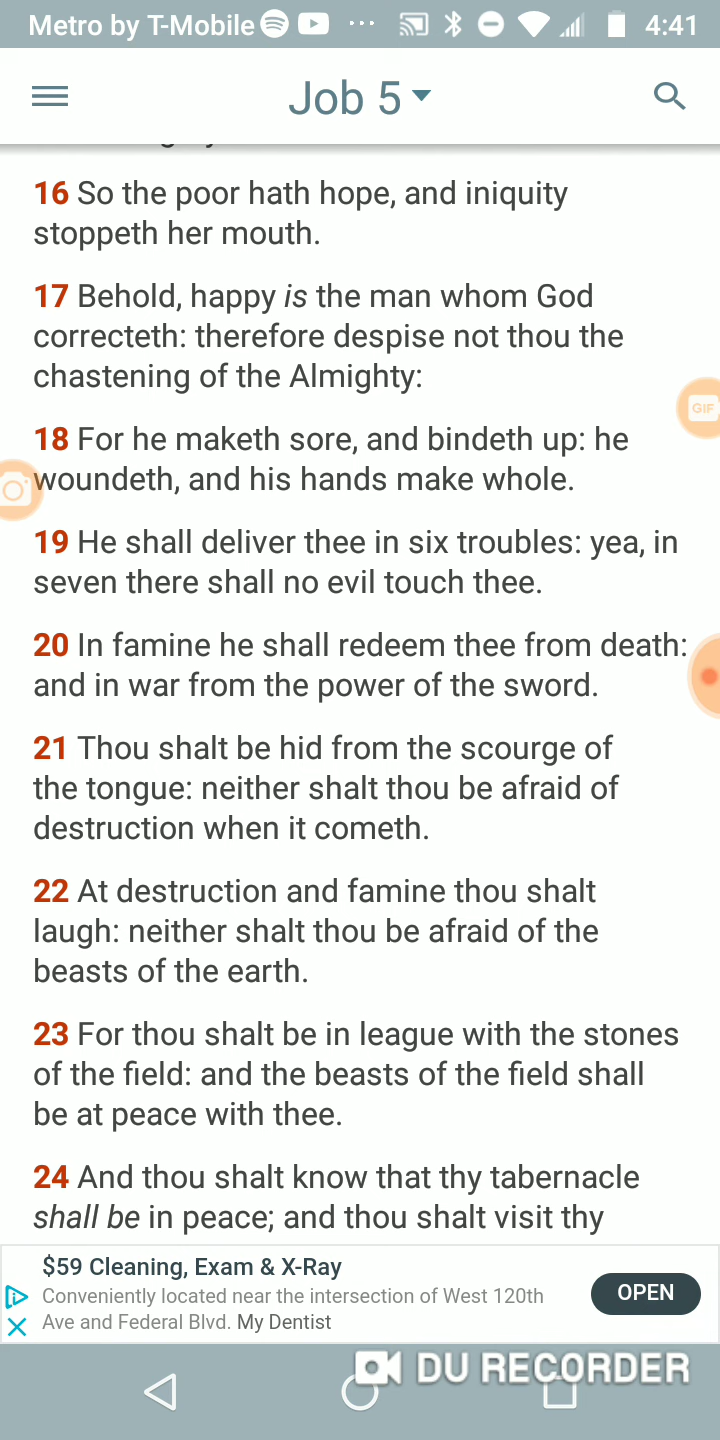 Metro by T-Mobile ... 4:41
Job 5
16 So the poor hath hope, and iniquity
stoppeth her mouth.
17 Behold, happy is the man whom God
correcteth: therefore despise not thou the
chastening of the Almighty:
18 For he maketh sore, and bindeth up: he
woundeth, and his hands make whole.
19 He shall deliver thee in six troubles: yea, in
seven there shall no evil touch thee.
20 In famine he shall redeem thee from death:
and in war from the power of the sword.
21 Thou shalt be hid from the scourge of
the tongue: neither shalt thou be afraid of
destruction when it cometh.
22 At destruction and famine thou shalt
laugh: neither shalt thou be afraid of the
beasts of the earth.
23 For thou shalt be in league with the stones
of the field: and the beasts of the field shall
be at peace with thee.
24 And thou shalt know that thy tabernacle
shall be in peace; and thou shalt visit thy
GIF
$59 Cleaning, Exam & X-Ray
Conveniently located near the intersection of West 120th
Ave and Federal Blvd. My Dentist
OPEN
DU RECORDER